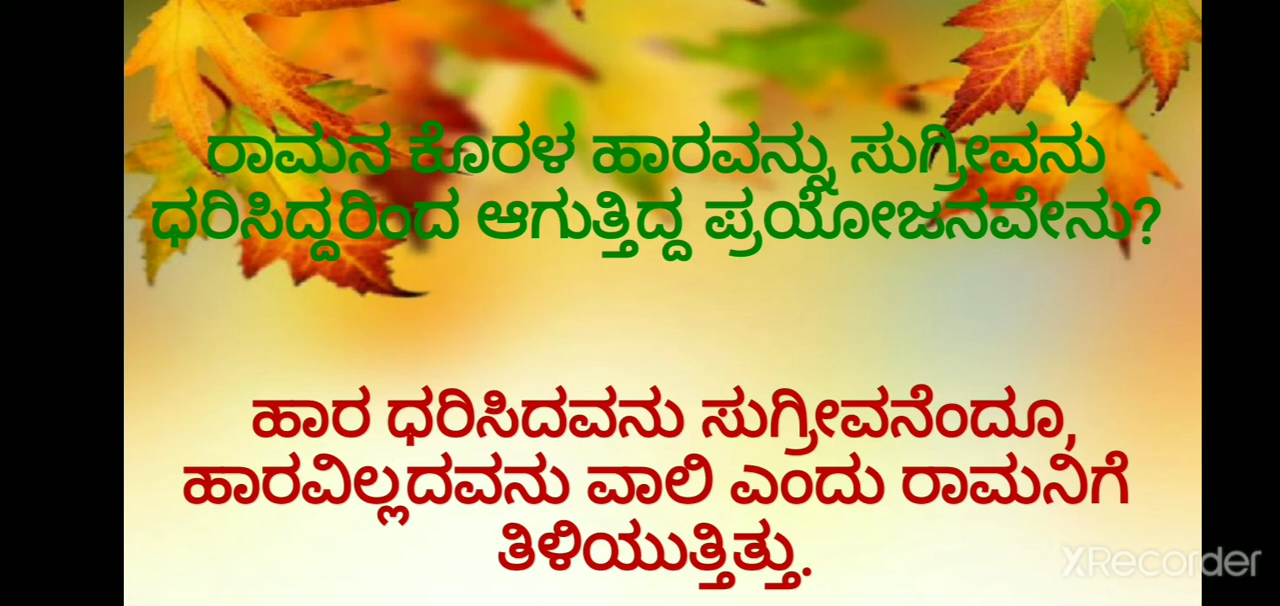 ರಾಮನ ಕೊರಳ ಹಾರವನ್ನು ಸುಗ್ರೀವನು
ಧರಿಸಿದ್ದರಿಂದ ಆಗುತ್ತಿದ್ದ ಪ್ರಯೋಜನವೇನು?
ಹಾರ ಧರಿಸಿದವನು ಸುಗ್ರೀವನೆಂದೂ,
ಹಾರವಿಲ್ಲದವನು ವಾಲಿ ಎಂದು ರಾಮನಿಗೆ
ತಿಳಿಯುತ್ತಿತ್ತು.
XRecorder